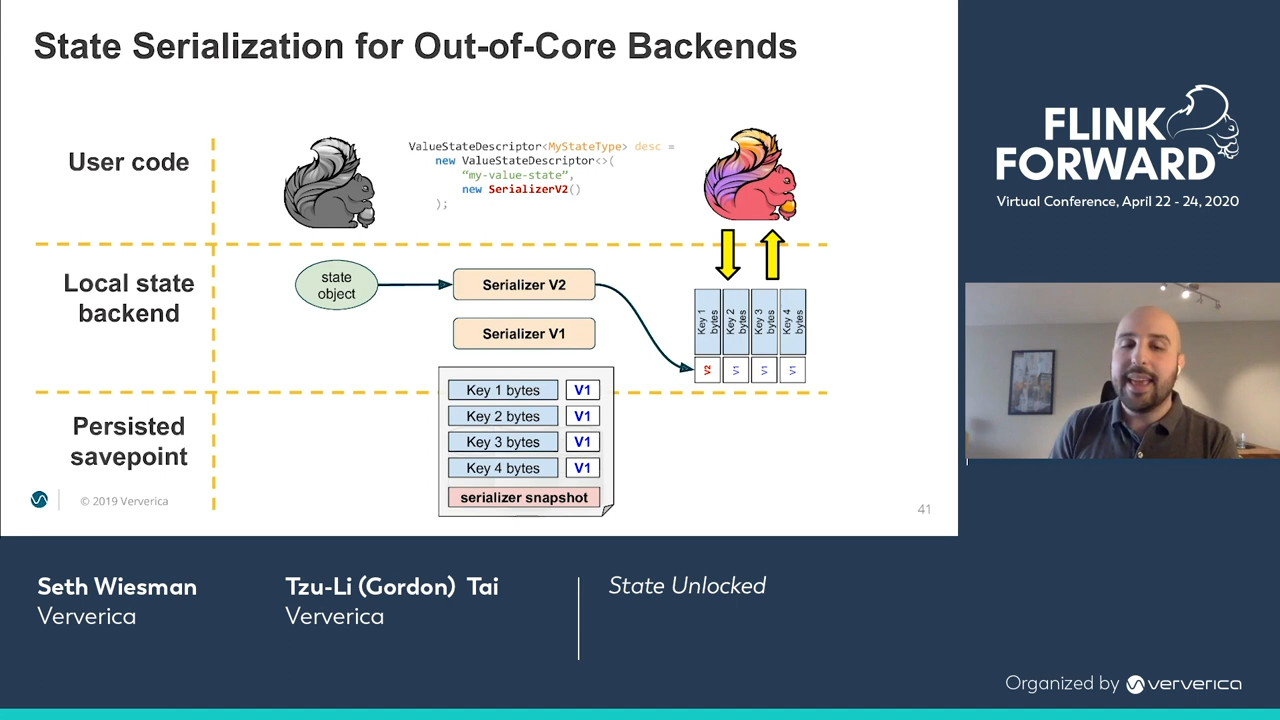 State Serialization for Out-of-Core Backends
User code
ValueStateDescriptor<MyStateType> desc =
new ValueStateDescriptor<>(
“my-value-state”,
new SerializerV2()
);
Local state
backend
state
object
Serializer V2
Serializer V1
Key 1
bytes
Key 2
bytes
Key 3
bytes
Key 4
bytes
V2
V1
V1
V1
Persisted
savepoint
Key 1 bytes V1
Key 2 bytes V1
Key 3 bytes V1
Key 4 bytes V1
serializer snapshot
© 2019 Ververica
41
FLINK
FORWARD
Virtual Conference, April 22 - 24, 2020
Seth Wiesman
Ververica
Tzu-Li (Gordon) Tai
Ververica
State Unlocked
Organized by ververica